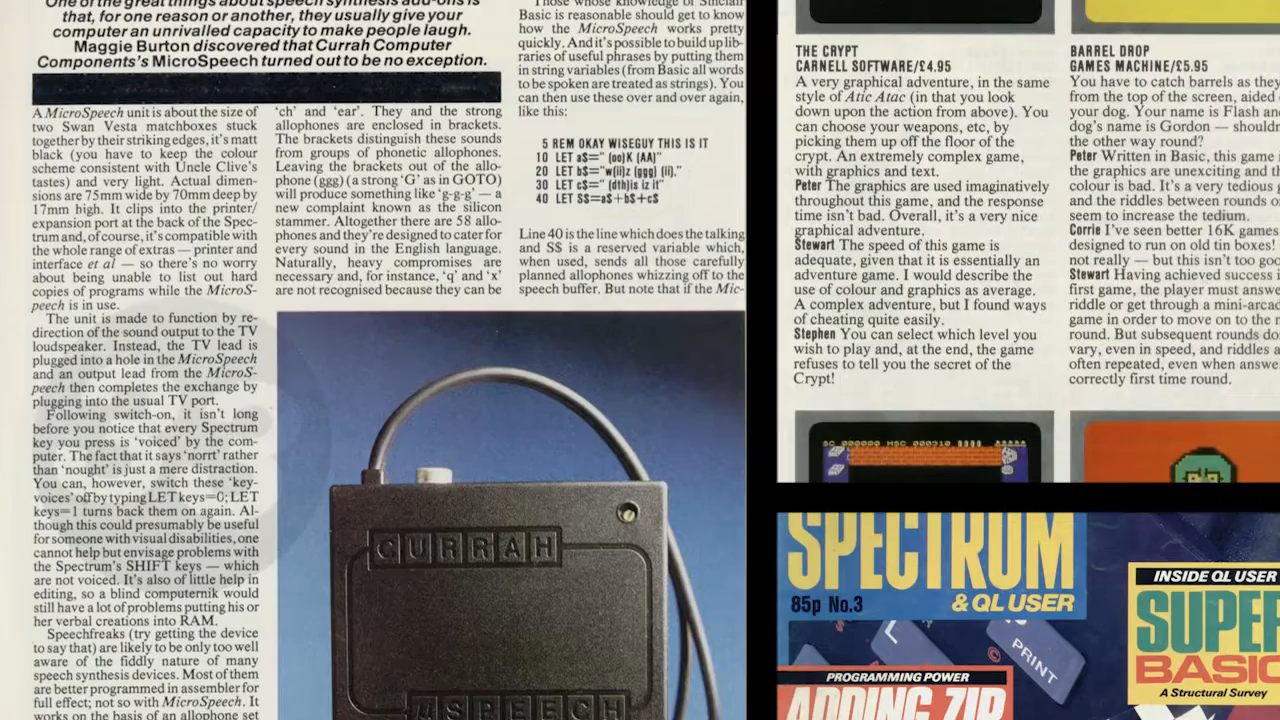 One of the great things about speech synthesis add-ons is
that, for one reason or another, they usually give your
computer an unrivalled capacity to make people laugh.
Maggie Burton discovered that Currah Computer
Components's MicroSpeech turned out to be no exception.
A MicroSpeech unit is about the size of
two Swan Vesta matchboxes stuck
together by their striking edges, it's matt
black (you have to keep the colour
scheme consistent with Uncle Clive's
tastes) and very light. Actual dimen-
sions are 75mm wide by 70mm deep by
17mm high. It clips into the printer/
expansion port at the back of the Spec-
trum and, of course, it's compatible with
the whole range of extras — printer and
interface et al — so there's no worry
about being unable to list out hard
copies of programs while the MicroS-
peech is in use.
The unit is made to function by re-
direction of the sound output to the TV
loudspeaker. Instead, the TV lead is
plugged into a hole in the MicroSpeech
and an output lead from the MicroS-
peech then completes the exchange by
plugging into the usual TV port.
Following switch-on, it isn't long
before you notice that every Spectrum
key you press is 'voiced' by the com-
puter. The fact that it says 'norrt' rather
than 'nought' is just a mere distraction.
You can, however, switch these 'key-
voices' off by typing LET keys=0; LET
keys=1 turns back them on again. Al-
though this could presumably be useful
for someone with visual disabilities, one
cannot help but envisage problems with
the Spectrum's SHIFT keys — which
are not voiced. It's also of little help in
editing, so a blind computernik would
still have a lot of problems putting his or
her verbal creations into RAM.
Speechfreaks (try getting the device
to say that) are likely to be only too well
aware of the fiddly nature of many
speech synthesis devices. Most of them
are better programmed in assembler for
full effect; not so with MicroSpeech. It
works on the basis of an allophone set
'ch' and 'ear'. They and the strong
allophones are enclosed in brackets.
The brackets distinguish these sounds
from groups of phonetic allophones.
Leaving the brackets out of the allo-
phone (ggg) (a strong 'G' as in GOTO)
will produce something like 'g-g-g' — a
new complaint known as the silicon
stammer. Altogether there are 58 allo-
phones and they're designed to cater for
every sound in the English language.
Naturally, heavy compromises are
necessary and, for instance, 'q' and 'x'
are not recognised because they can be
Those whose knowledge of Sinclair
Basic is reasonable should get to know
how the MicroSpeech works pretty
quickly. And it's possible to build up lib-
raries of useful phrases by putting them
in string variables (from Basic all words
to be spoken are treated as strings). You
can then use these over and over again,
like this:
5 REM OKAY WISEGUY THIS IS IT
10 LET a$=" (oo)K (AA)"
20 LET b$="w(ii)z (ggg) (ii),"
30 LET c$=" (dth)is iz it"
40 LET S$=a$+b$+c$
Line 40 is the line which does the talking
and S$ is a reserved variable which,
when used, sends all those carefully
planned allophones whizzing off to the
speech buffer. But note that if the Mic-
CURRAH
μSPEECH
THE CRYPT
CARNELL SOFTWARE/£4.95
A very graphical adventure, in the same
style of Atic Atac (in that you look
down upon the action from above). You
can choose your weapons, etc, by
picking them up off the floor of the
crypt. An extremely complex game,
with graphics and text.
Peter The graphics are used imaginatively
throughout this game, and the response
time isn't bad. Overall, it's a very nice
graphical adventure.
Stewart The speed of this game is
adequate, given that it is essentially an
adventure game. I would describe the
use of colour and graphics as average.
A complex adventure, but I found ways
of cheating quite easily.
Stephen You can select which level you
wish to play and, at the end, the game
refuses to tell you the secret of the
Crypt!
BARREL DROP
GAMES MACHINE/£5.95
You have to catch barrels as they
from the top of the screen, aided
your dog. Your name is Flash and
dog's name is Gordon — shouldn
the other way round?
Peter Written in Basic, this game i
the graphics are unexciting and th
colour is bad. It's a very tedious g
and the riddles between rounds o
seem to increase the tedium.
Corrie I've seen better 16K games
designed to run on old tin boxes!
not really — but this isn't too goo
Stewart Having achieved success i
first game, the player must answe
riddle or get through a mini-arcad
game in order to move on to the n
round. But subsequent rounds do
vary, even in speed, and riddles a
often repeated, even when answe
correctly first time round.
SC 000000 HSC 000310
SPECTRUM
85p No.3
& QL USER
L
PRINT
INSIDE QL USER
SUPER
BASIC
A Structural Survey
PROGRAMMING POWER
ADDING ZIP